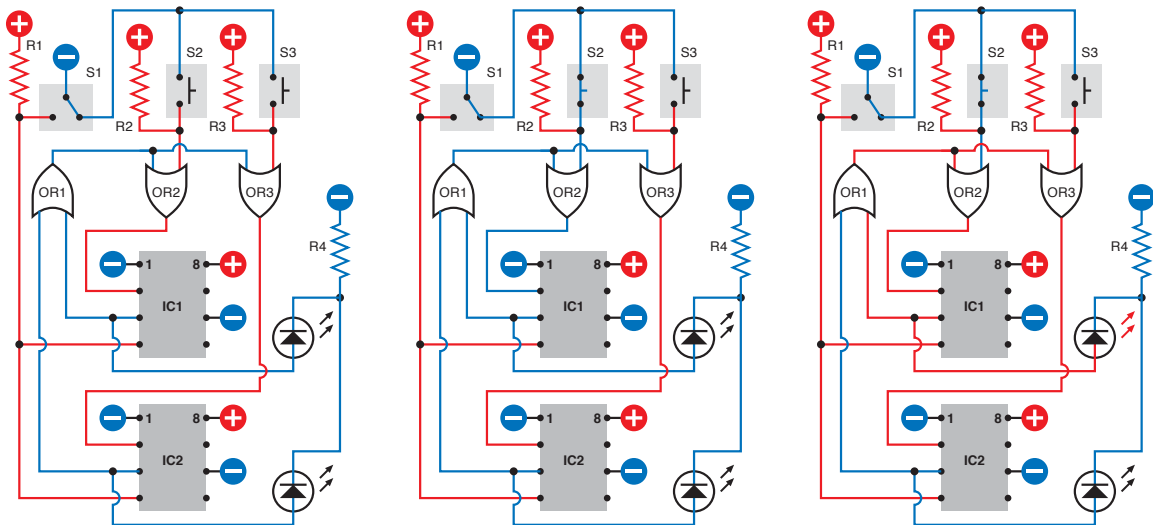 R1
S1
S2
S3
R2
R3
OR1
OR2
OR3
R4
1
8
IC1
1
8
IC2
R1
S1
S2
S3
R2
R3
OR1
OR2
OR3
R4
1
8
IC1
1
8
IC2
R1
S1
S2
S3
R2
R3
OR1
OR2
OR3
R4
1
8
IC1
1
8
IC2